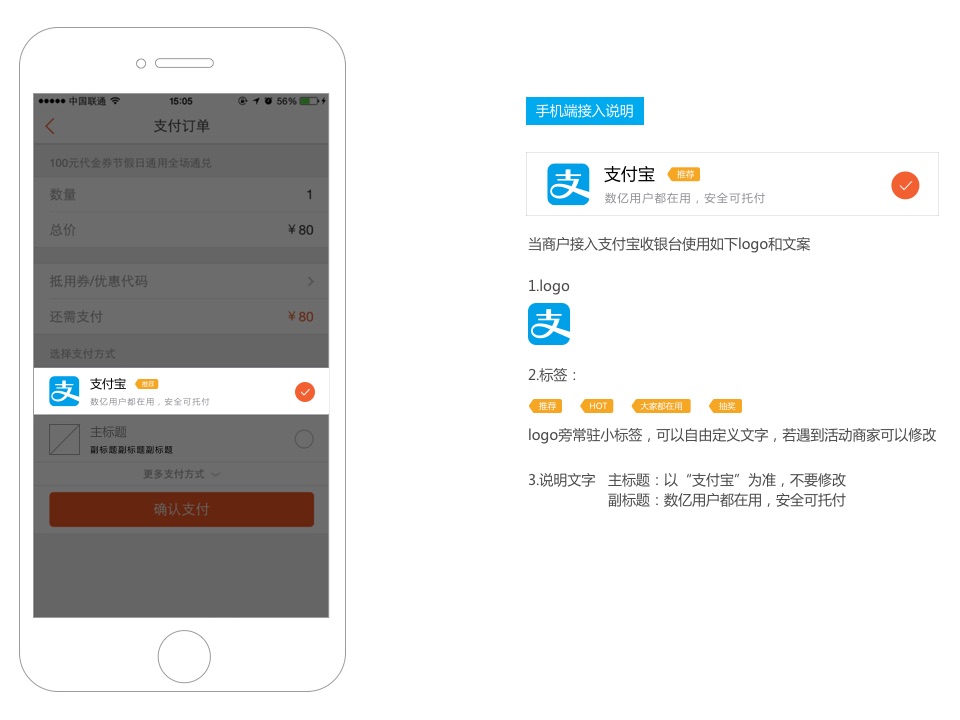 中国联通
15:05
56%
支付订单
100元代金券节假日通用全场通兑
数量 1
总价 ¥80
抵用券/优惠代码
还需支付 ¥80
选择支付方式
支付宝 推荐
数亿用户都在用，安全可托付
主标题
副标题副标题副标题
更多支付方式
确认支付
手机端接入说明
支 支付宝 推荐
数亿用户都在用，安全可托付
当商户接入支付宝收银台使用如下logo和文案
1.logo
支
2.标签：
推荐 HOT 大家都在用 抽奖
logo旁常驻小标签，可以自由定义文字，若遇到活动商家可以修改
3.说明文字 主标题：以“支付宝”为准，不要修改
副标题：数亿用户都在用，安全可托付